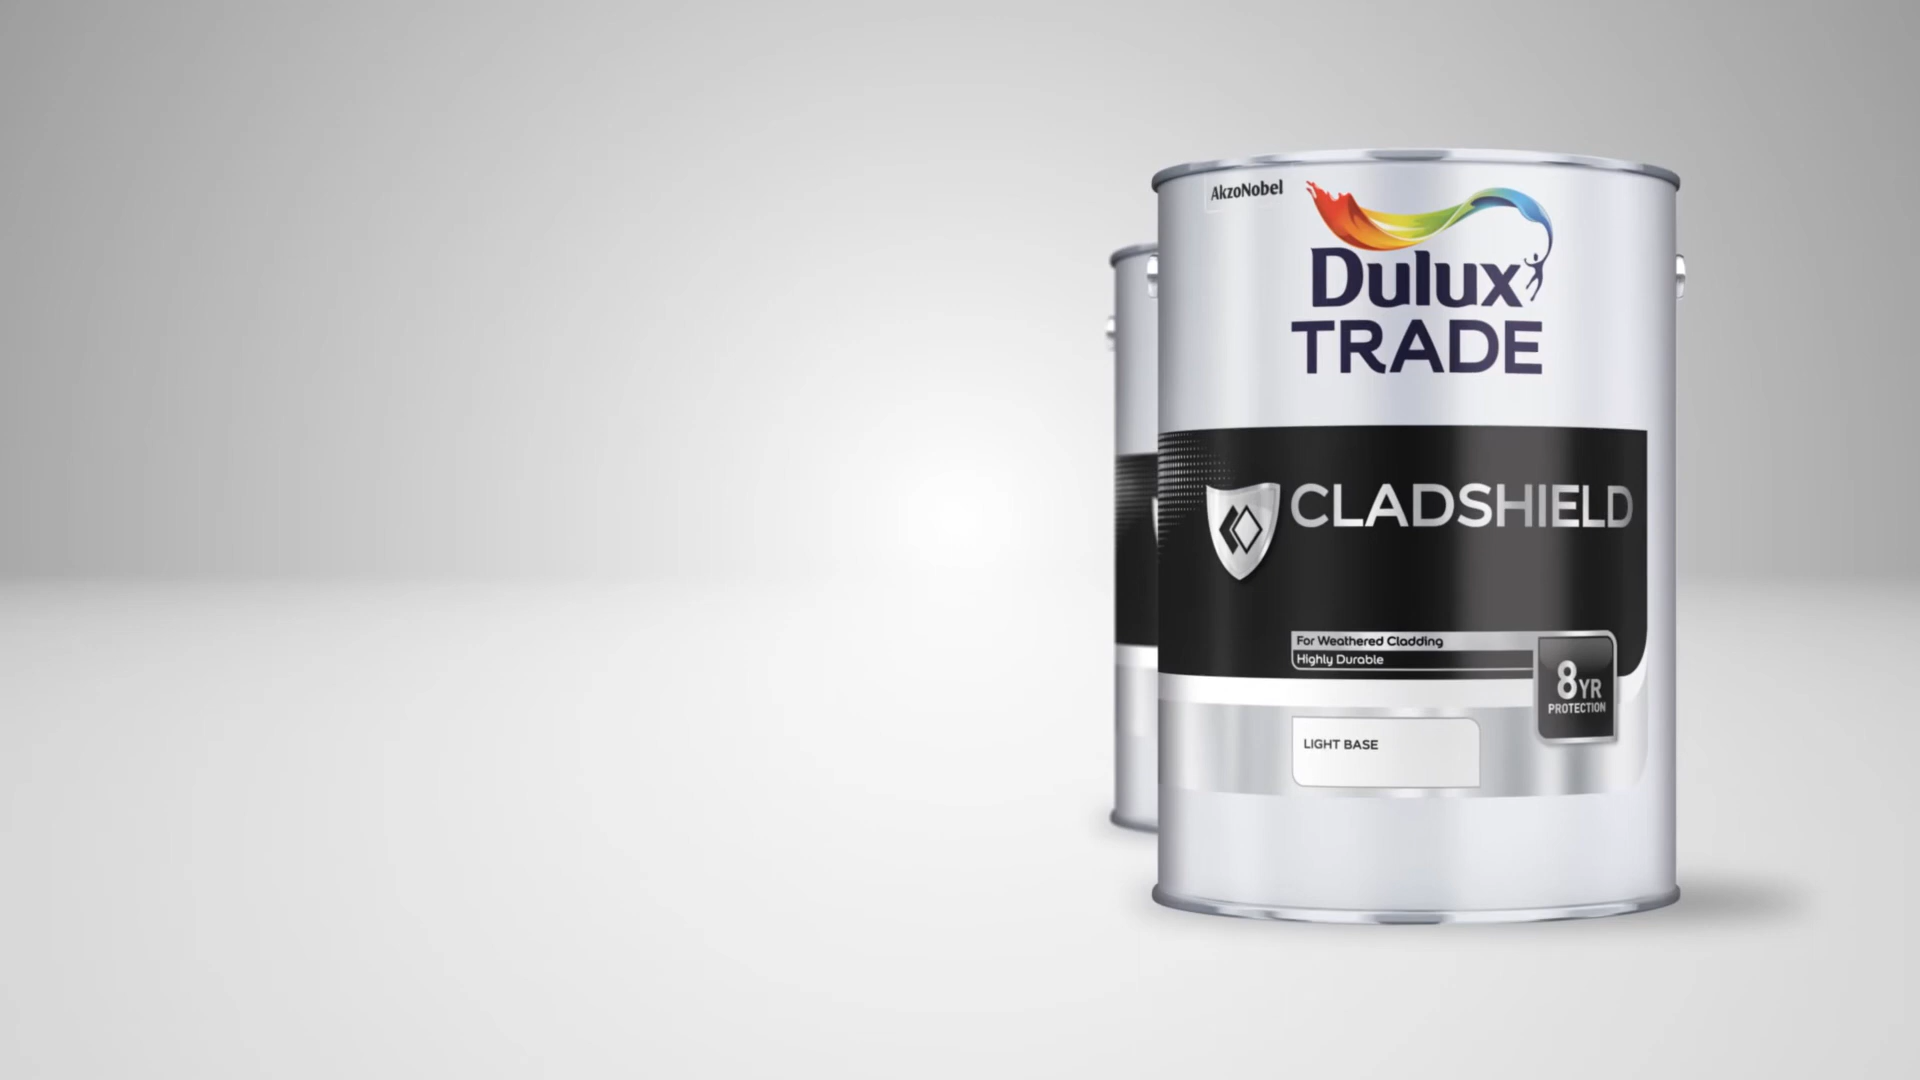 AkzoNobel
Dulux
TRADE
CLADSHIELD
For Weathered Cladding
Highly Durable
8YR
PROTECTION
LIGHT BASE